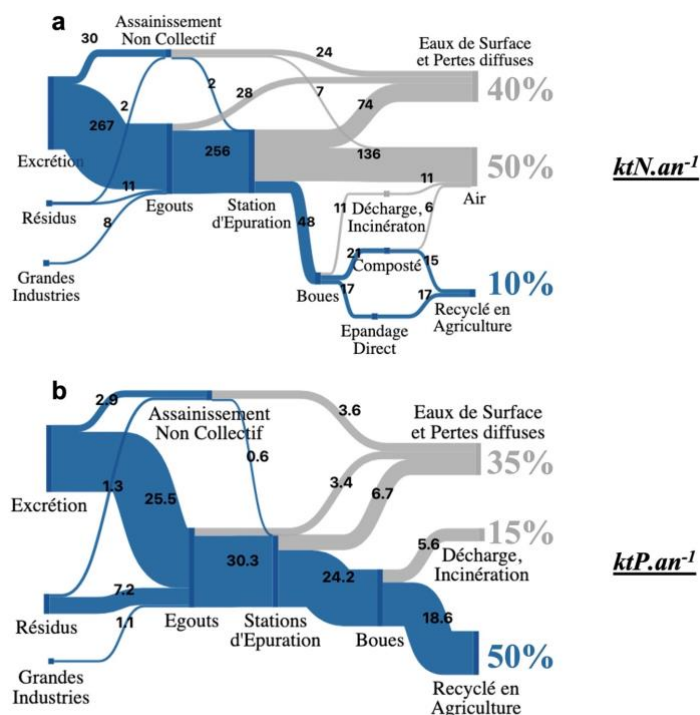 a
Assainissement
Non Collectif
30
24
Eaux de Surface
et Pertes diffuses
40%
2
2
28
7
74
267
256
136
50%
ktN.an⁻¹
Excrétion
11
11
Air
Résidus
Egouts
Station
d'Epuration
48
11
Décharge,
Incinératon
6
8
21
Composté
15
10%
Grandes
Industries
Boues
17
17
Recyclé en
Agriculture
Epandage
Direct
b
2.9
Assainissement
Non Collectif
3.6
Eaux de Surface
et Pertes diffuses
35%
0.6
1.3
25.5
3.4
6.7
Excrétion
15%
5.6
Décharge,
Incinération
ktP.an⁻¹
30.3
24.2
7.2
1.1
18.6
Résidus
Egouts
Stations
d'Epuration
Boues
50%
Grandes
Industries
Recyclé en
Agriculture